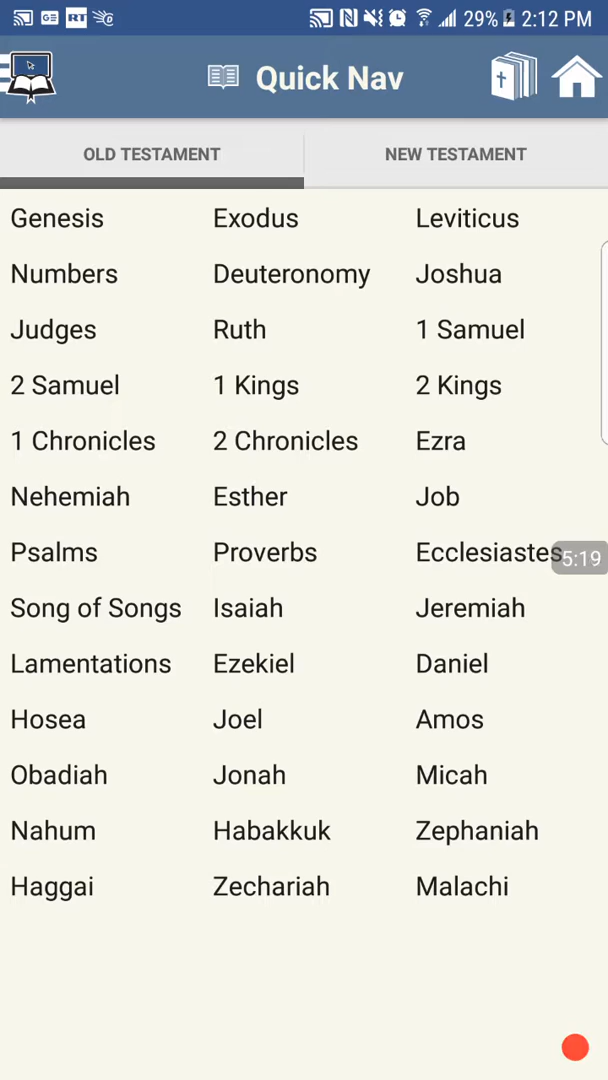 GE RT 29% 2:12 PM
Quick Nav
OLD TESTAMENT NEW TESTAMENT
Genesis Exodus Leviticus
Numbers Deuteronomy Joshua
Judges Ruth 1 Samuel
2 Samuel 1 Kings 2 Kings
1 Chronicles 2 Chronicles Ezra
Nehemiah Esther Job
Psalms Proverbs Ecclesiastes
5:19
Song of Songs Isaiah Jeremiah
Lamentations Ezekiel Daniel
Hosea Joel Amos
Obadiah Jonah Micah
Nahum Habakkuk Zephaniah
Haggai Zechariah Malachi